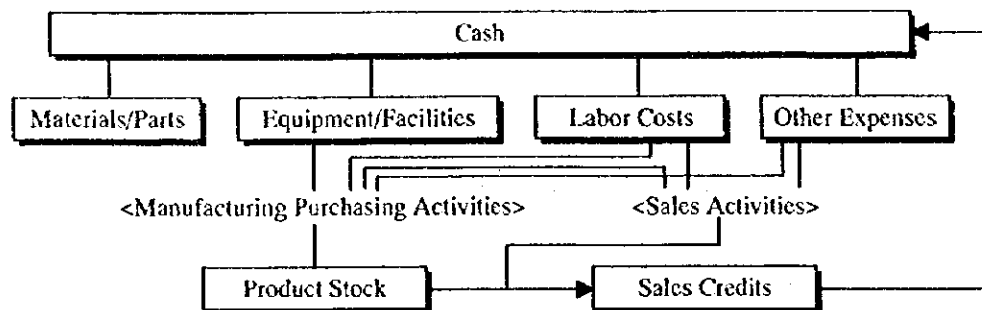 Cash
Materials/Parts Equipment/Facilities Labor Costs Other Expenses
<Manufacturing Purchasing Activities> <Sales Activities>
Product Stock Sales Credits